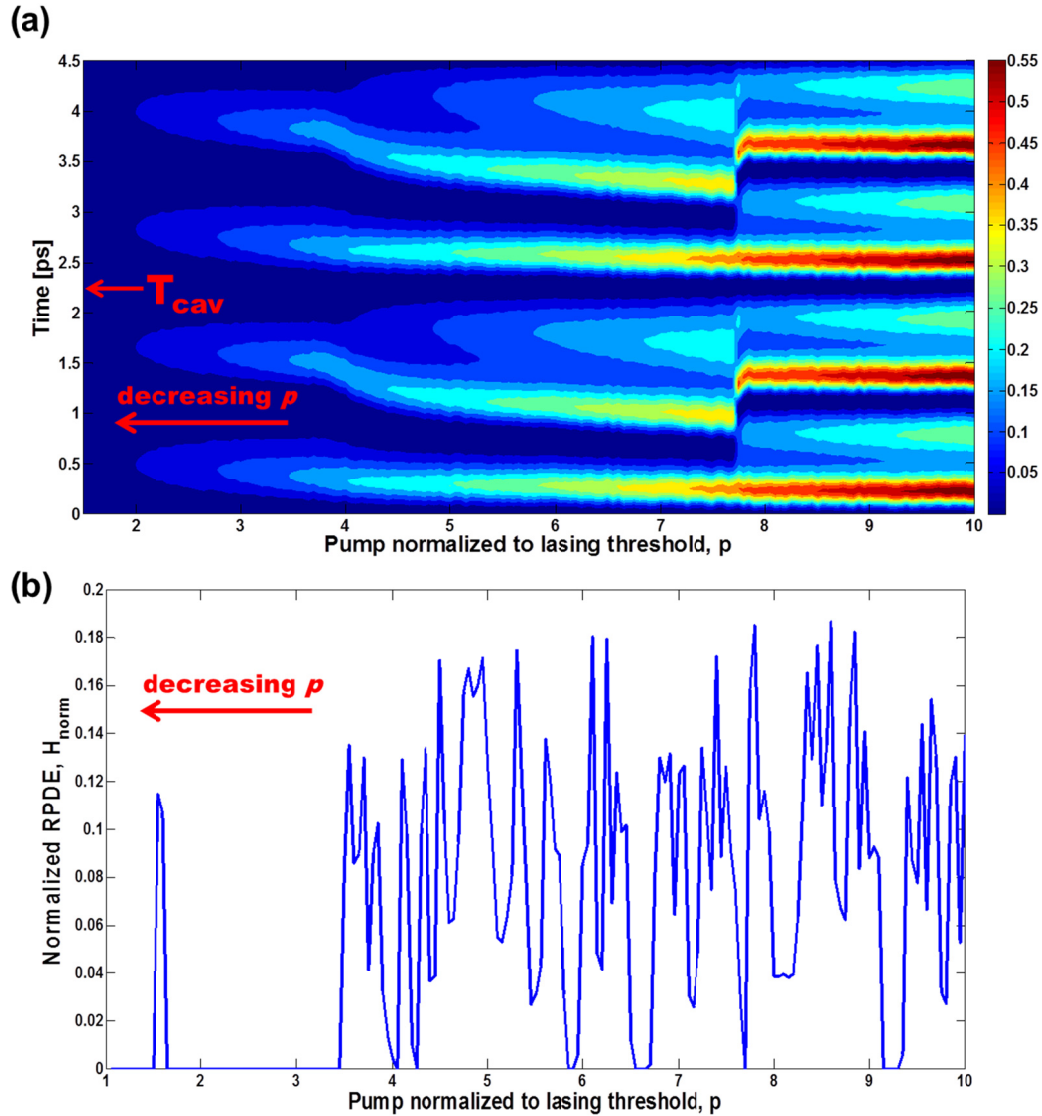 (a)
4.5
4
3.5
3
2.5
2
1.5
1
0.5
0
Time [ps]
T_cav
decreasing p
2 3 4 5 6 7 8 9 10
Pump normalized to lasing threshold, p
0.55
0.5
0.45
0.4
0.35
0.3
0.25
0.2
0.15
0.1
0.05
(b)
0.2
0.18
0.16
0.14
0.12
0.1
0.08
0.06
0.04
0.02
0
Normalized RPDE, H_norm
decreasing p
1 2 3 4 5 6 7 8 9 10
Pump normalized to lasing threshold, p